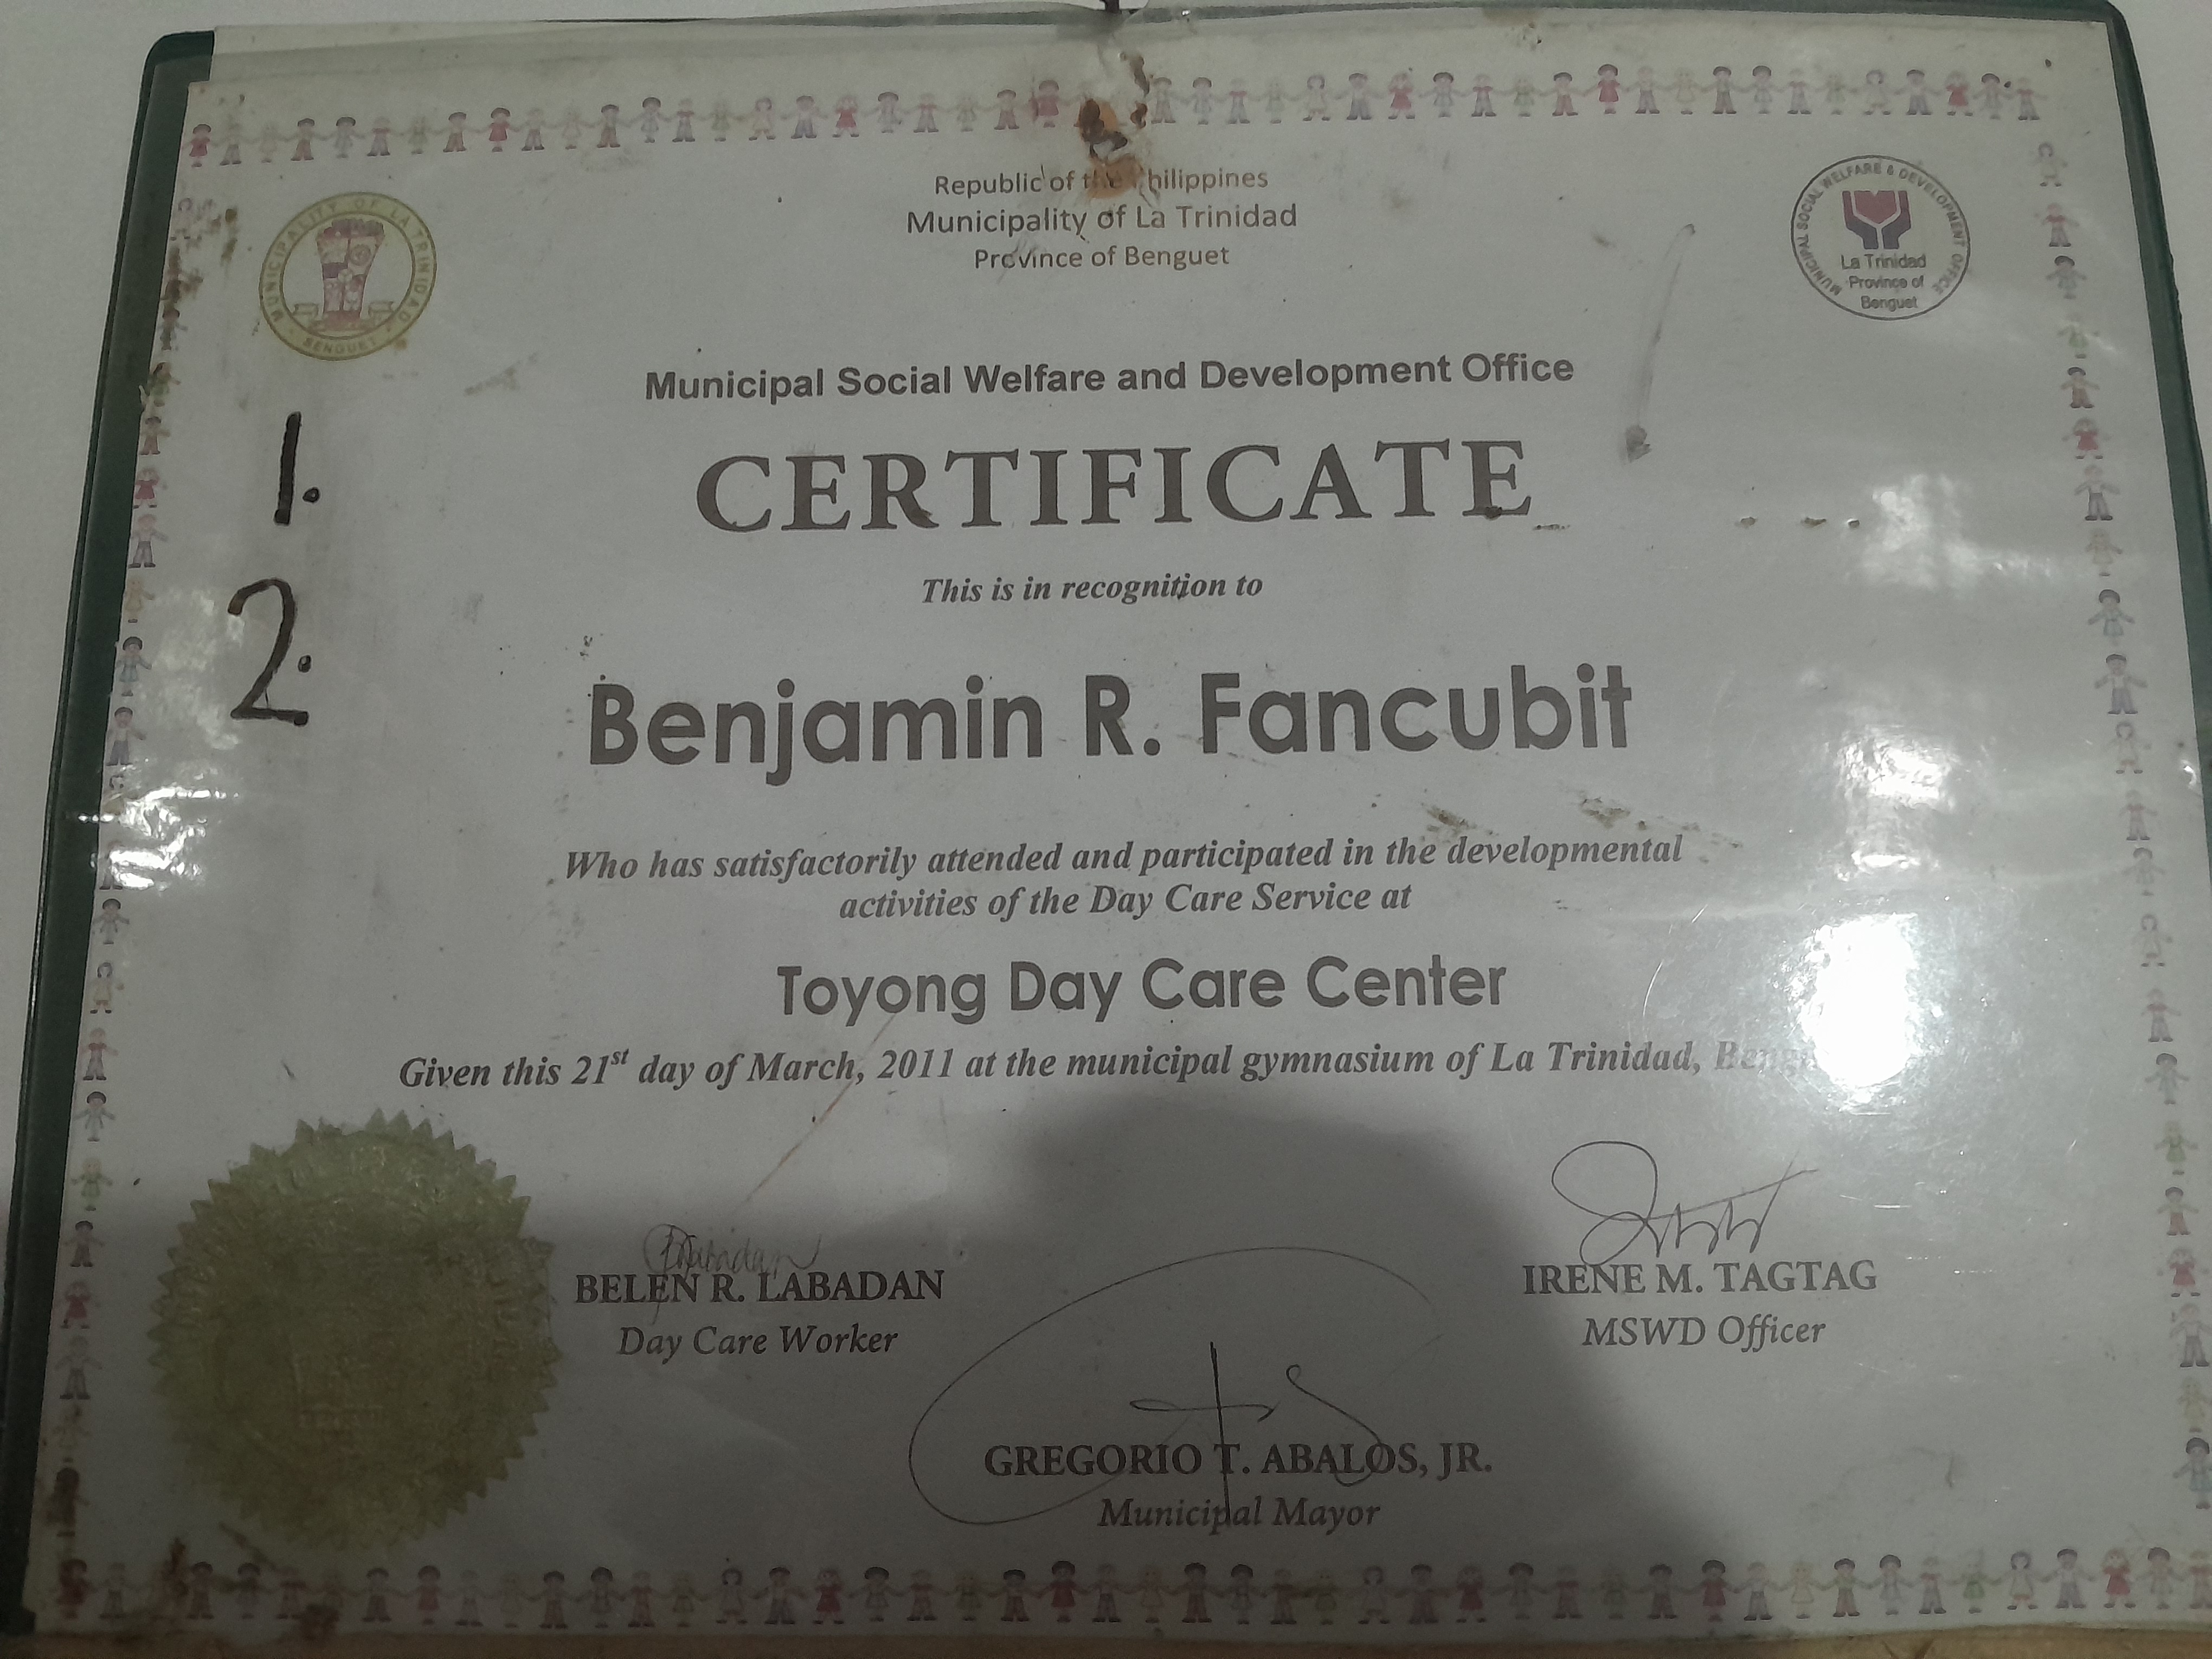 Republic of the Philippines
Municipality of La Trinidad
Province of Benguet
MUNICIPALITY OF LA TRINIDAD
BENGUET
MUNICIPAL SOCIAL WELFARE & DEVELOPMENT OFFICE
La Trinidad
Province of
Benguet
Municipal Social Welfare and Development Office
1.
CERTIFICATE
This is in recognition to
2.
Benjamin R. Fancubit
Who has satisfactorily attended and participated in the developmental
activities of the Day Care Service at
Toyong Day Care Center
Given this 21st day of March, 2011 at the municipal gymnasium of La Trinidad,
BELEN R. LABADAN
Day Care Worker
IRENE M. TAGTAG
MSWD Officer
GREGORIO T. ABALOS, JR.
Municipal Mayor